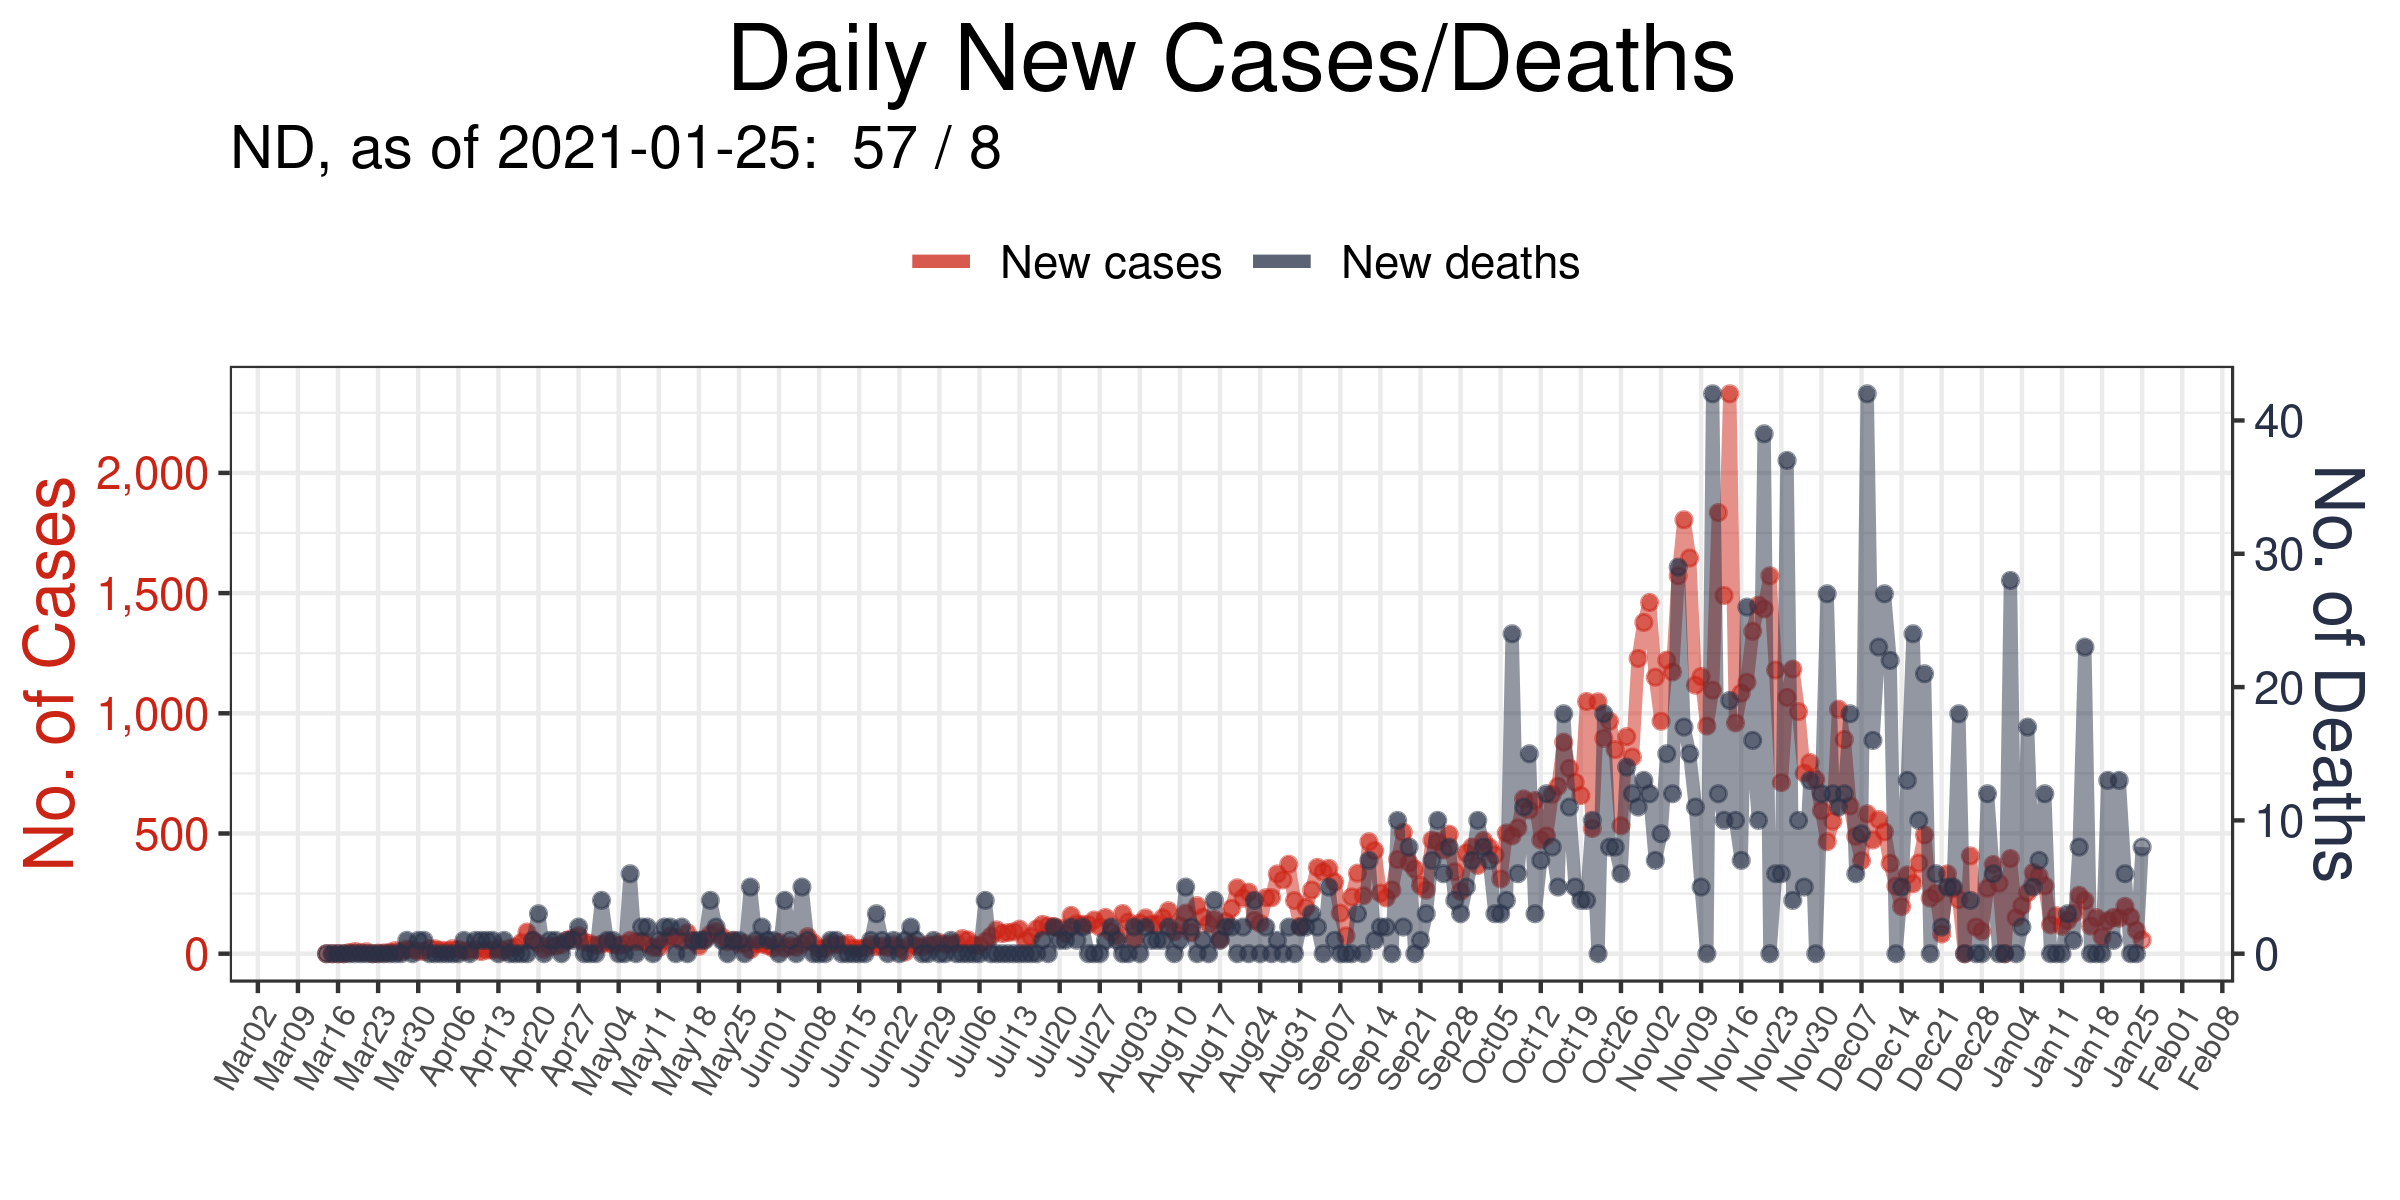 Daily New Cases/Deaths
ND, as of 2021-01-25:  57 / 8
New cases
New deaths
No. of Cases
2,000
1,500
1,000
500
0
40
30
20
10
0
No. of Deaths
Mar02
Mar09
Mar16
Mar23
Mar30
Apr06
Apr13
Apr20
Apr27
May04
May11
May18
May25
Jun01
Jun08
Jun15
Jun22
Jun29
Jul06
Jul13
Jul20
Jul27
Aug03
Aug10
Aug17
Aug24
Aug31
Sep07
Sep14
Sep21
Sep28
Oct05
Oct12
Oct19
Oct26
Nov02
Nov09
Nov16
Nov23
Nov30
Dec07
Dec14
Dec21
Dec28
Jan04
Jan11
Jan18
Jan25
Feb01
Feb08